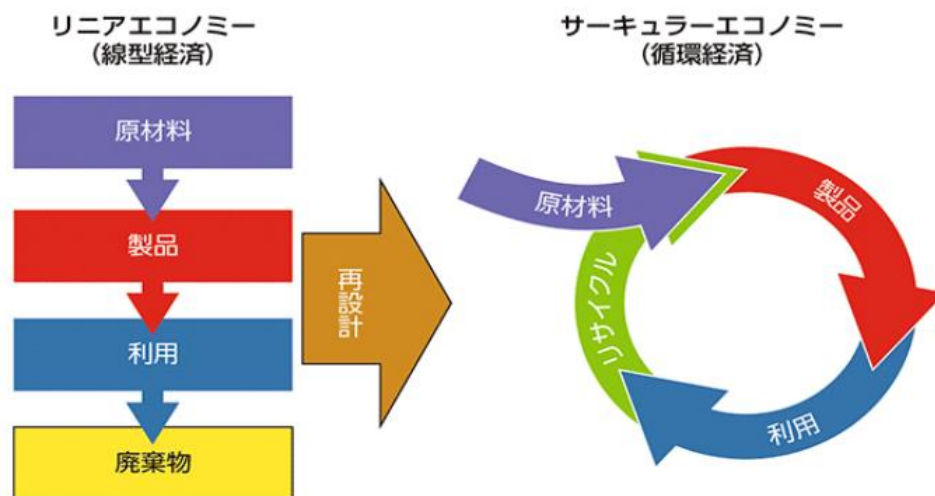 リニアエコノミー
（線型経済）
原材料
製品
利用
廃棄物
再設計
サーキュラーエコノミー
（循環経済）
原材料
製品
利用
リサイクル